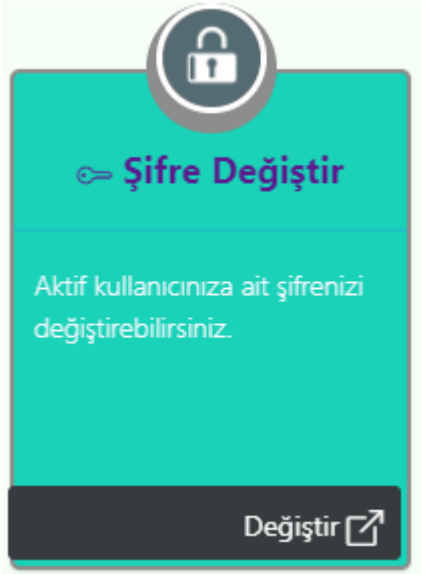 Şifre Değiştir
Aktif kullanıcınıza ait şifrenizi
değiştirebilirsiniz.
Değiştir